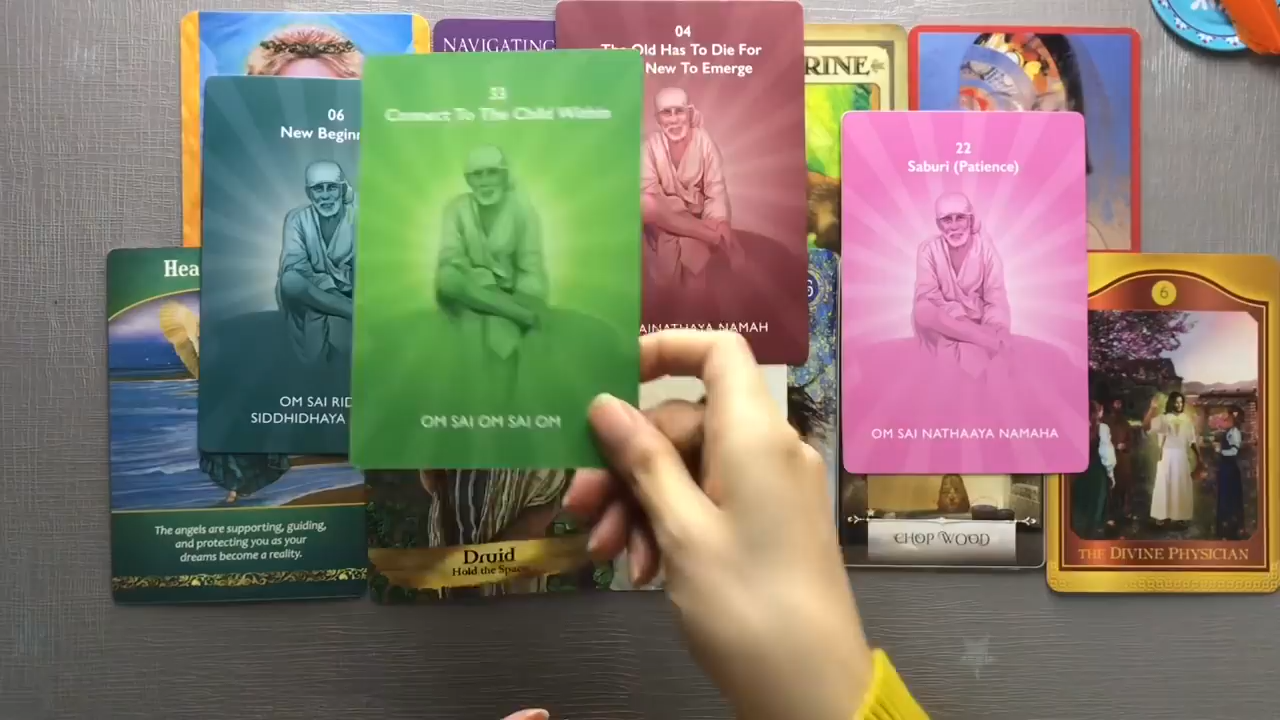 NAVIGATING
04
The Old Has To Die For
New To Emerge
RINE
06
New Beginn
33
Connect To The Child Within
22
Saburi (Patience)
Hea
6
AINATHAYA NAMAH
OM SAI RID
SIDDHIDHAYA
OM SAI OM SAI OM
OM SAI NATHAAYA NAMAHA
The angels are supporting, guiding,
and protecting you as your
dreams become a reality.
Druid
Hold the Space
CHOP WOOD
THE DIVINE PHYSICIAN